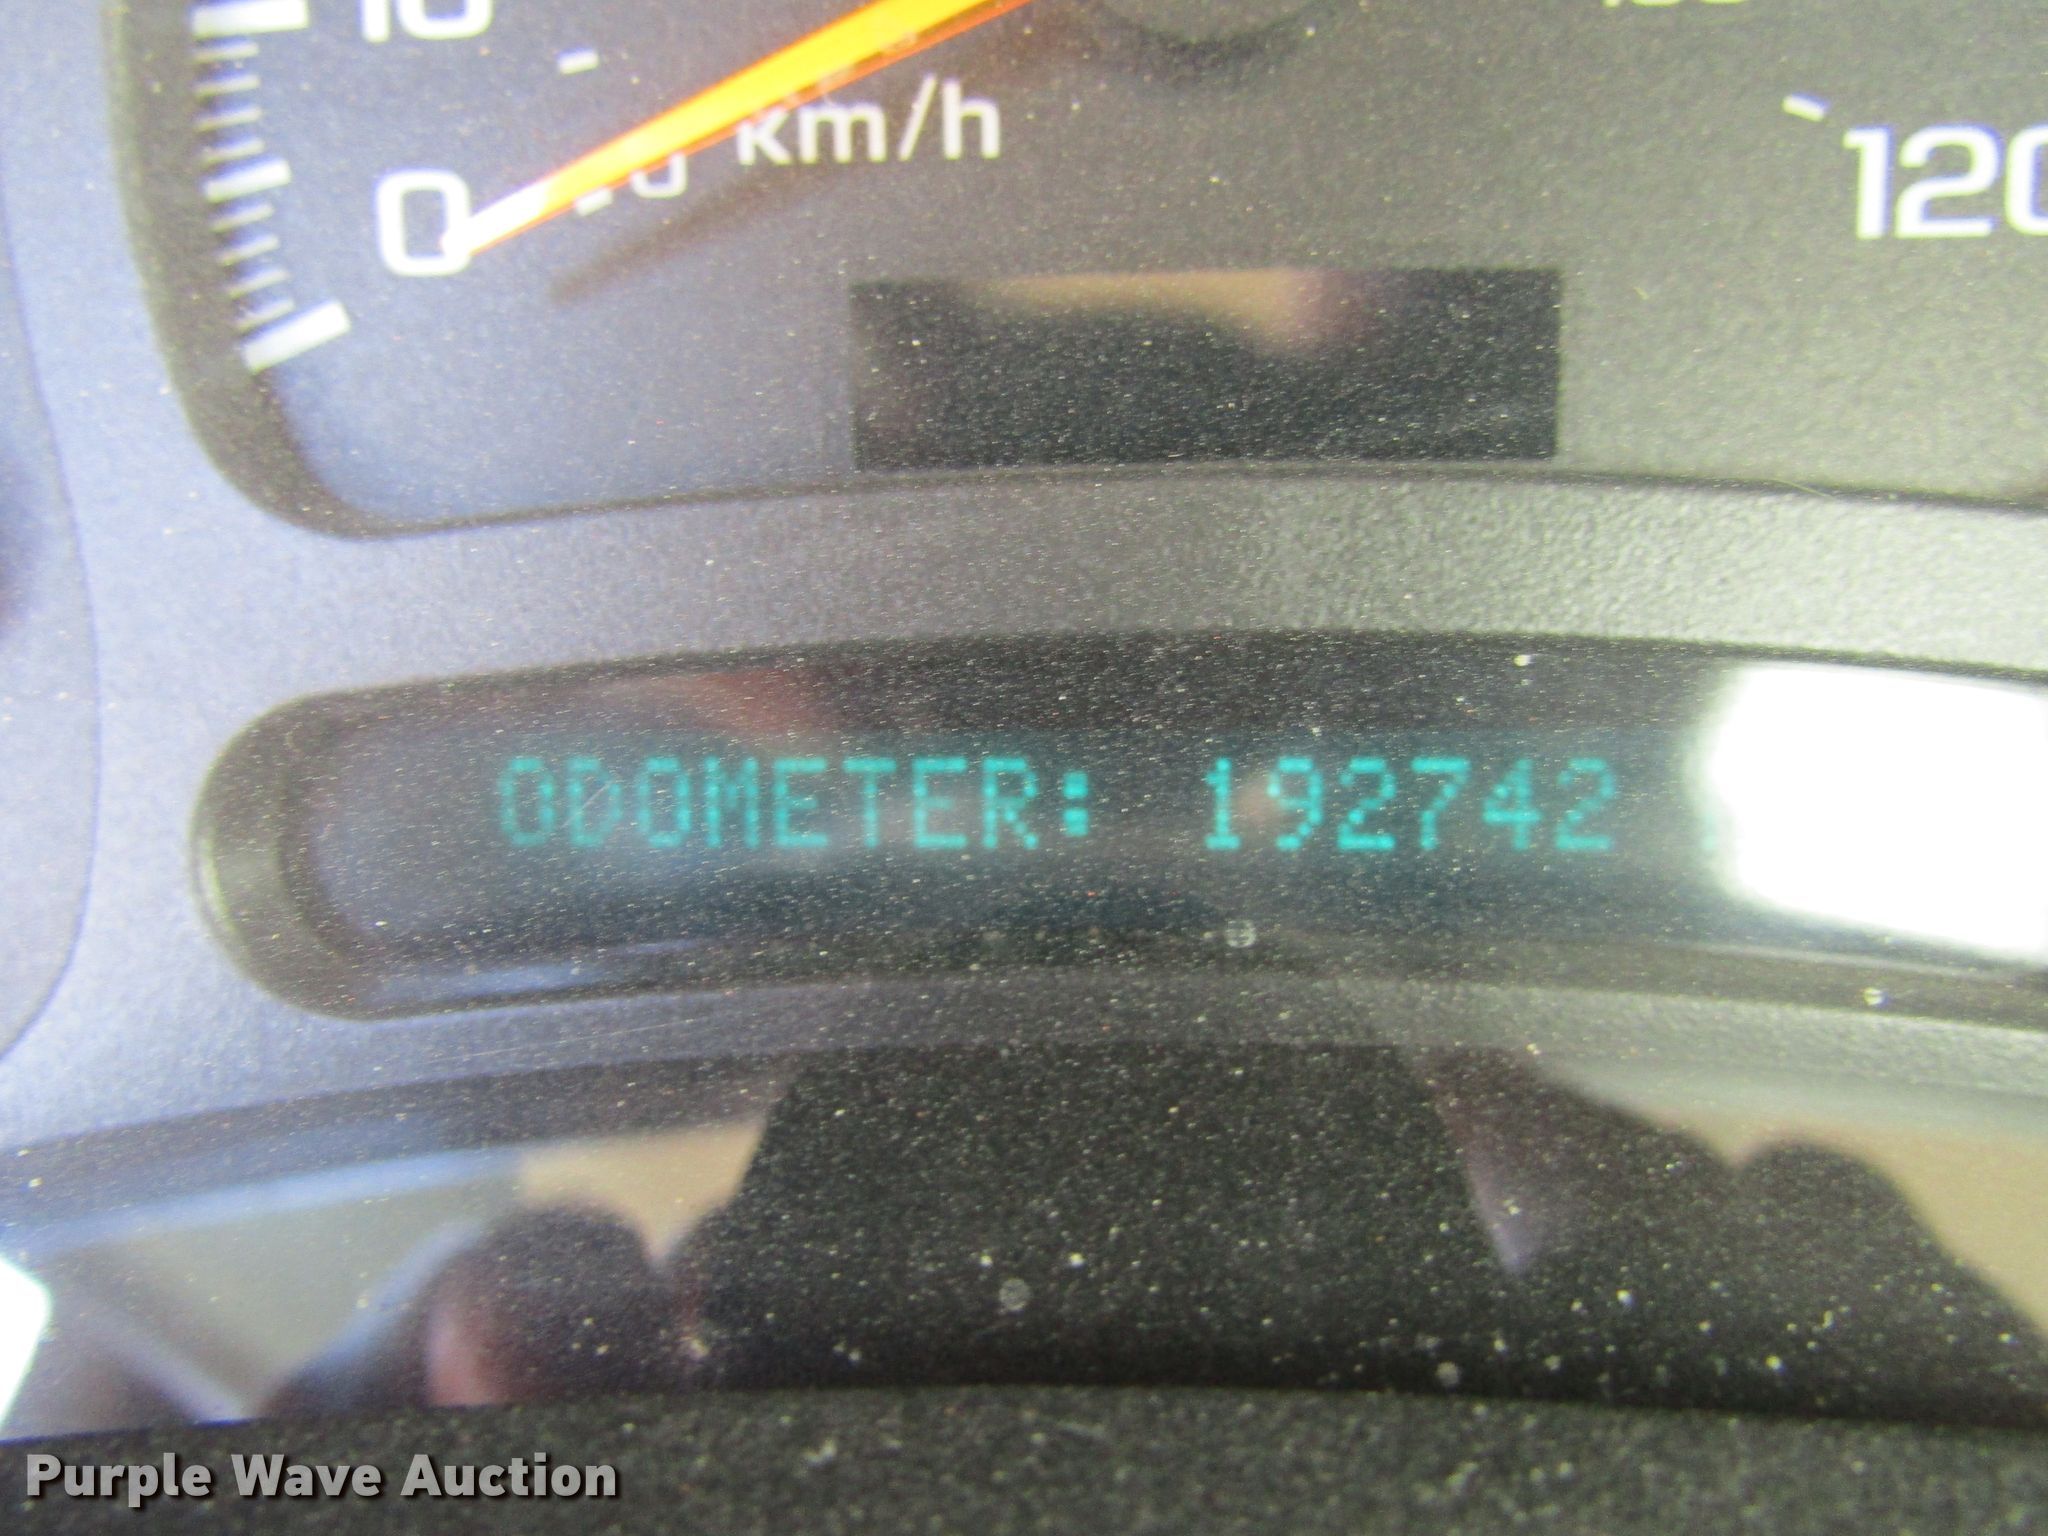 10
km/h
0
120
ODOMETER: 192742
Purple Wave Auction